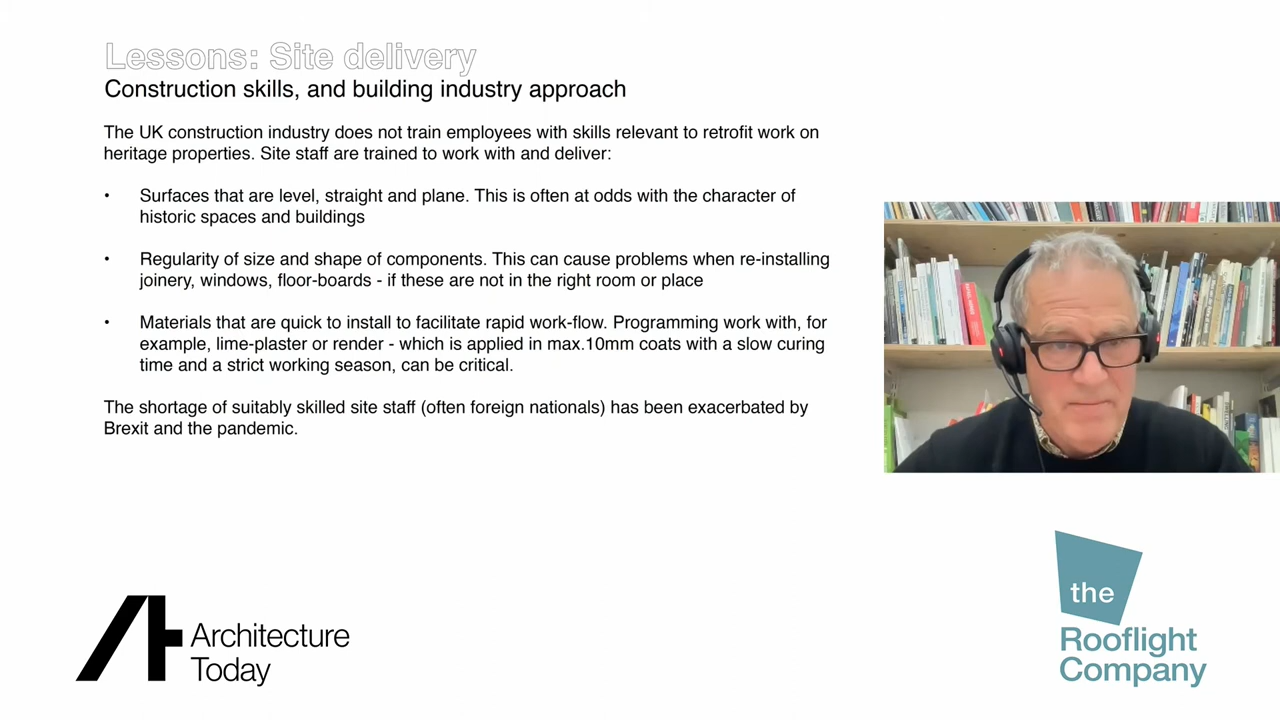 Lessons: Site delivery
Construction skills, and building industry approach
The UK construction industry does not train employees with skills relevant to retrofit work on
heritage properties. Site staff are trained to work with and deliver:
• Surfaces that are level, straight and plane. This is often at odds with the character of
historic spaces and buildings
• Regularity of size and shape of components. This can cause problems when re-installing
joinery, windows, floor-boards - if these are not in the right room or place
• Materials that are quick to install to facilitate rapid work-flow. Programming work with, for
example, lime-plaster or render - which is applied in max.10mm coats with a slow curing
time and a strict working season, can be critical.
The shortage of suitably skilled site staff (often foreign nationals) has been exacerbated by
Brexit and the pandemic.
Architecture
Today
the
Rooflight
Company